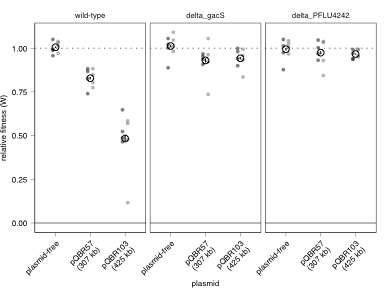 wild-type
delta_gacS
delta_PFLU4242
relative fitness (W)
1.00
0.75
0.50
0.25
0.00
plasmid-free
pQBR57
(307 kb)
pQBR103
(425 kb)
plasmid-free
pQBR57
(307 kb)
pQBR103
(425 kb)
plasmid-free
pQBR57
(307 kb)
pQBR103
(425 kb)
plasmid